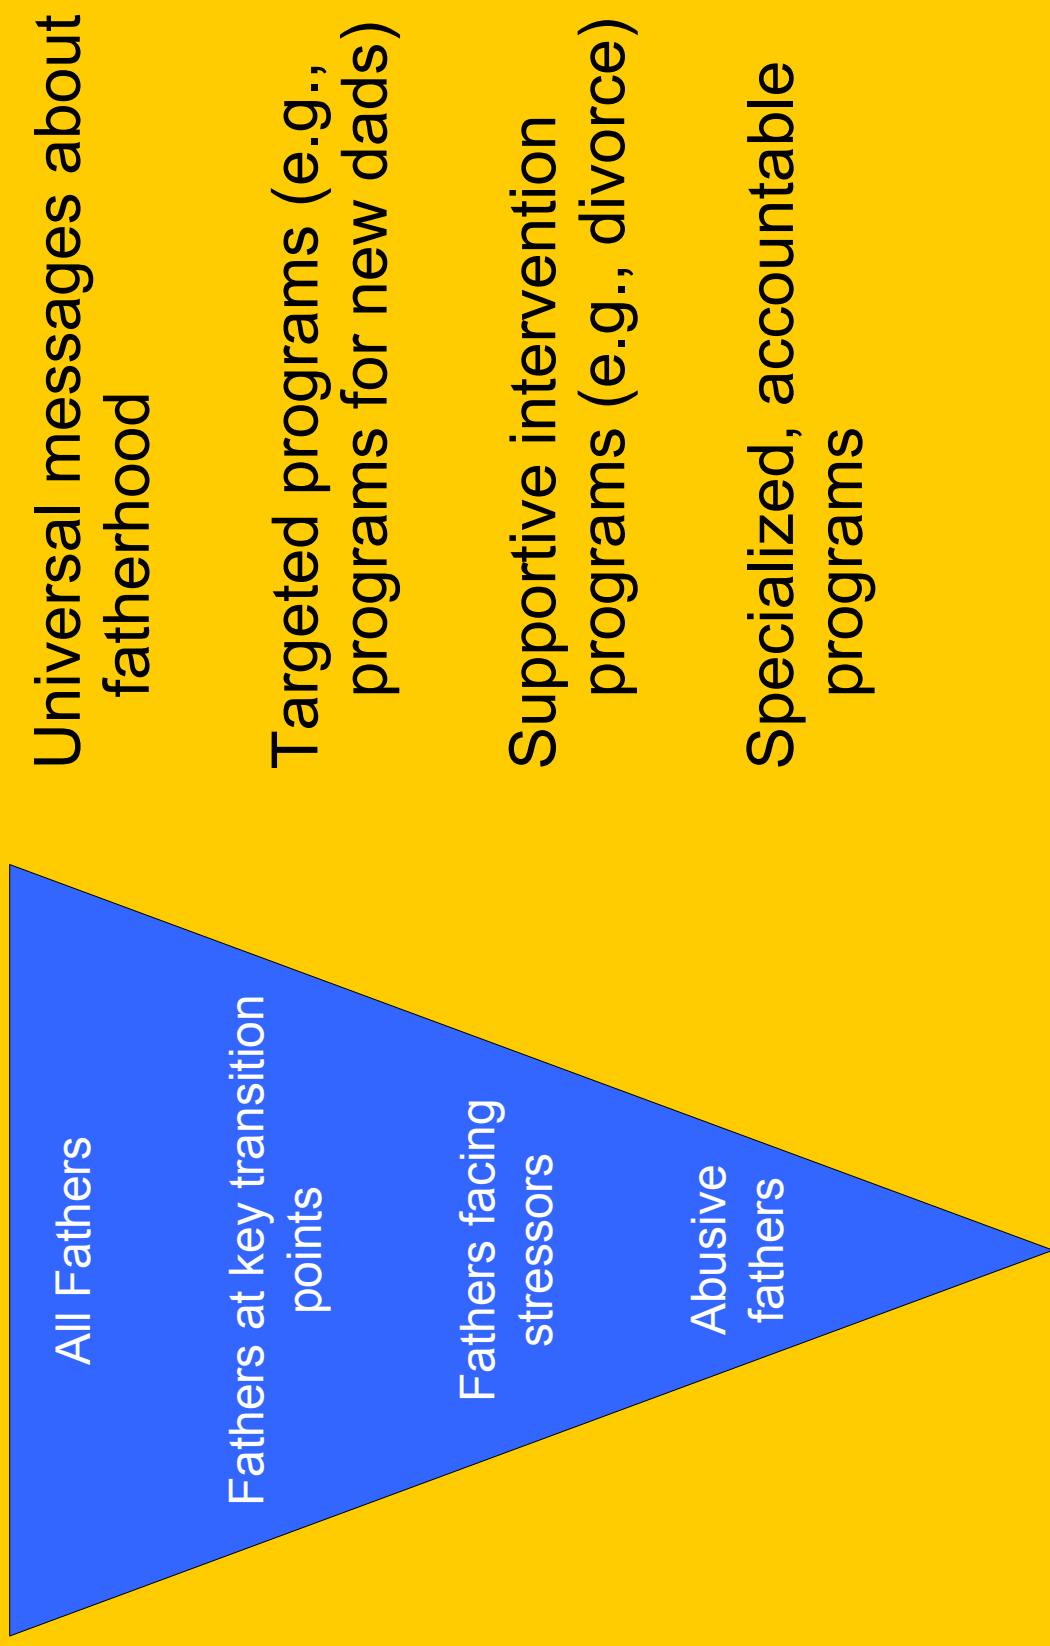 All Fathers
Fathers at key transition
points
Fathers facing
stressors
Abusive
fathers
Universal messages about
fatherhood
Targeted programs (e.g.,
programs for new dads)
Supportive intervention
programs (e.g., divorce)
Specialized, accountable
programs